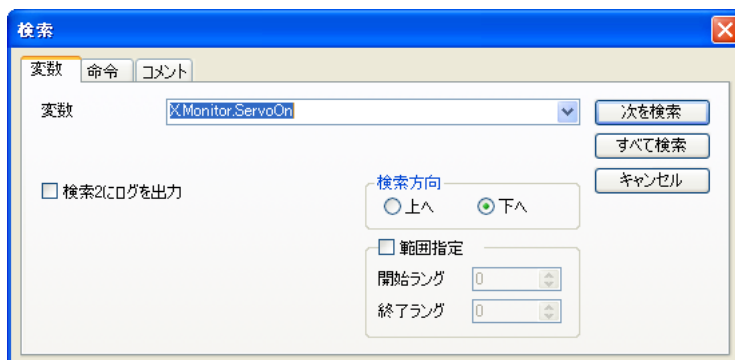 検索
変数 命令 コメント
変数 X.Monitor.ServoOn 次を検索
すべて検索
検索2にログを出力 検索方向 キャンセル
上へ 下へ
範囲指定
開始ラング 0
終了ラング 0